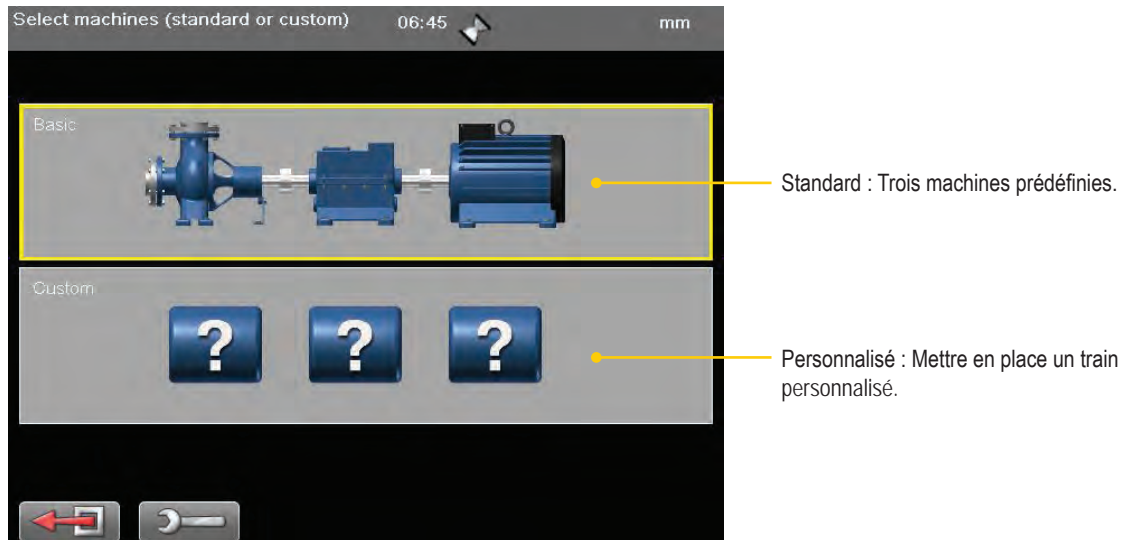 Select machines (standard or custom) 06:45 mm
Basic
Standard : Trois machines prédéfinies.
Custom
? ? ?
Personnalisé : Mettre en place un train
personnalisé.